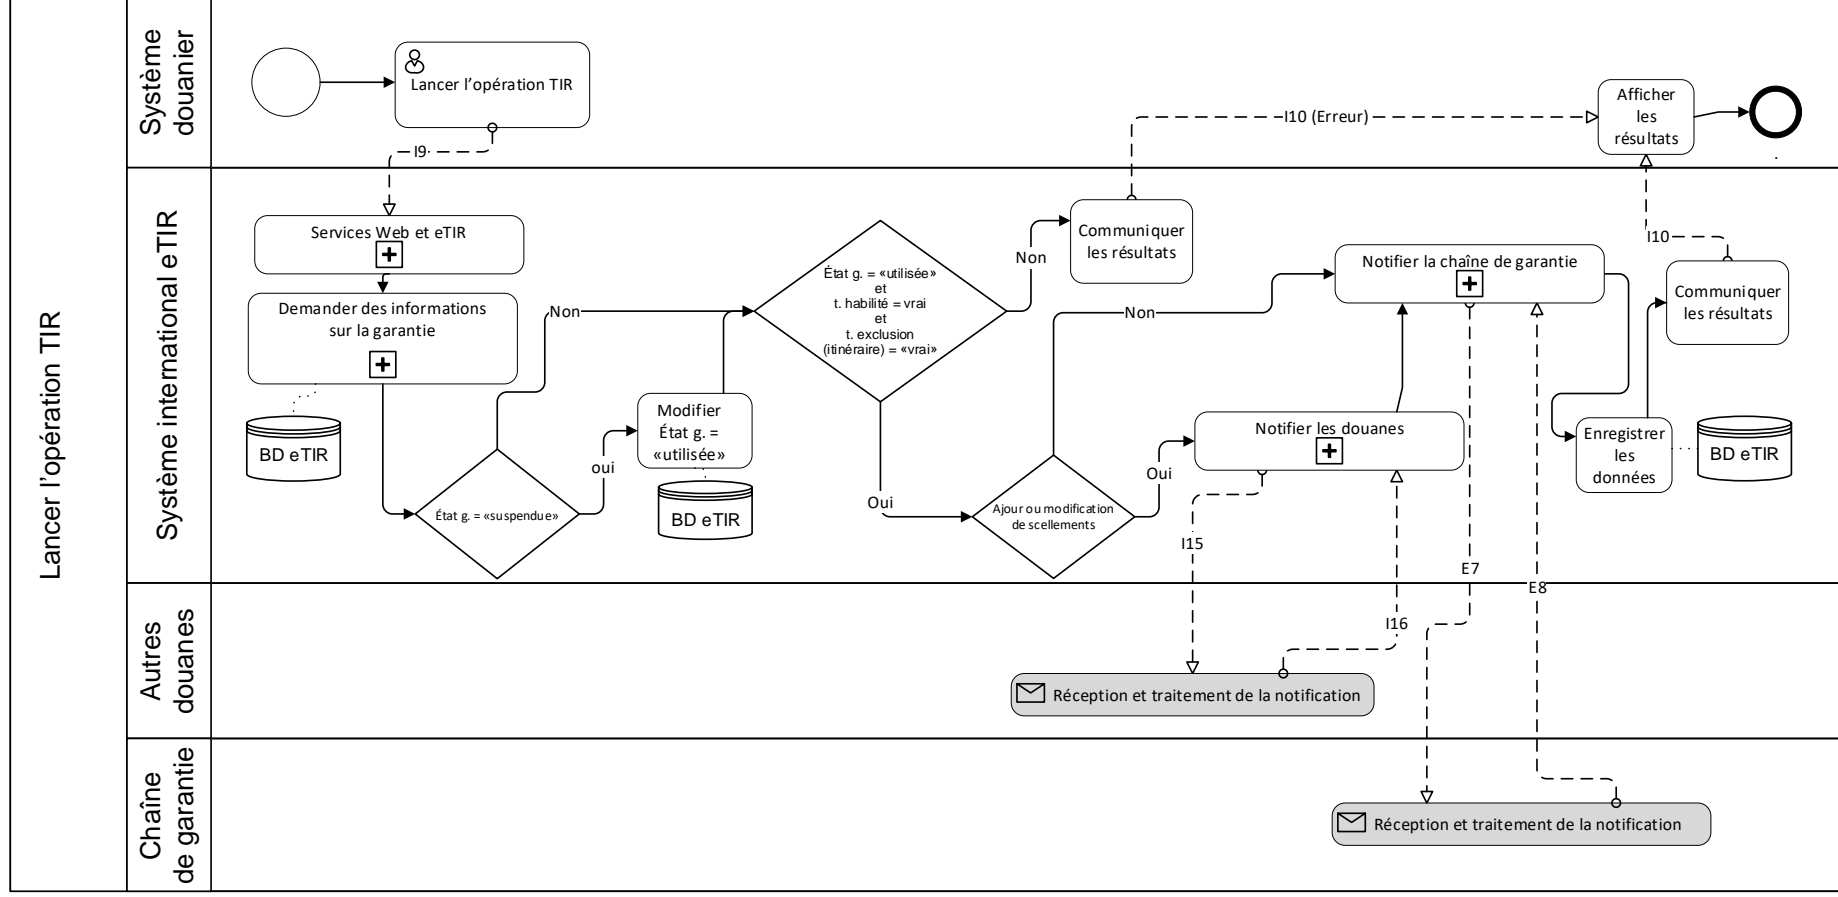 Lancer l’opération TIR
Système
douanier
Lancer l’opération TIR
I9
I10 (Erreur)
Afficher
les
résultats
.
Système international eTIR
Services Web et eTIR
Demander des informations
sur la garantie
BD eTIR
État g. = «suspendue»
Non
oui
Modifier
État g. =
«utilisée»
BD eTIR
État g. = «utilisée»
et
t. habilité = vrai
et
t. exclusion
(itinéraire) = «vrai»
Non
Communiquer
les résultats
Oui
Ajour ou modification
de scellements
Non
Oui
Notifier les douanes
Notifier la chaîne de garantie
Enregistrer
les
données
BD eTIR
Communiquer
les résultats
I10
I15
I16
E7
E8
Autres
douanes
Réception et traitement de la notification
Chaîne
de garantie
Réception et traitement de la notification